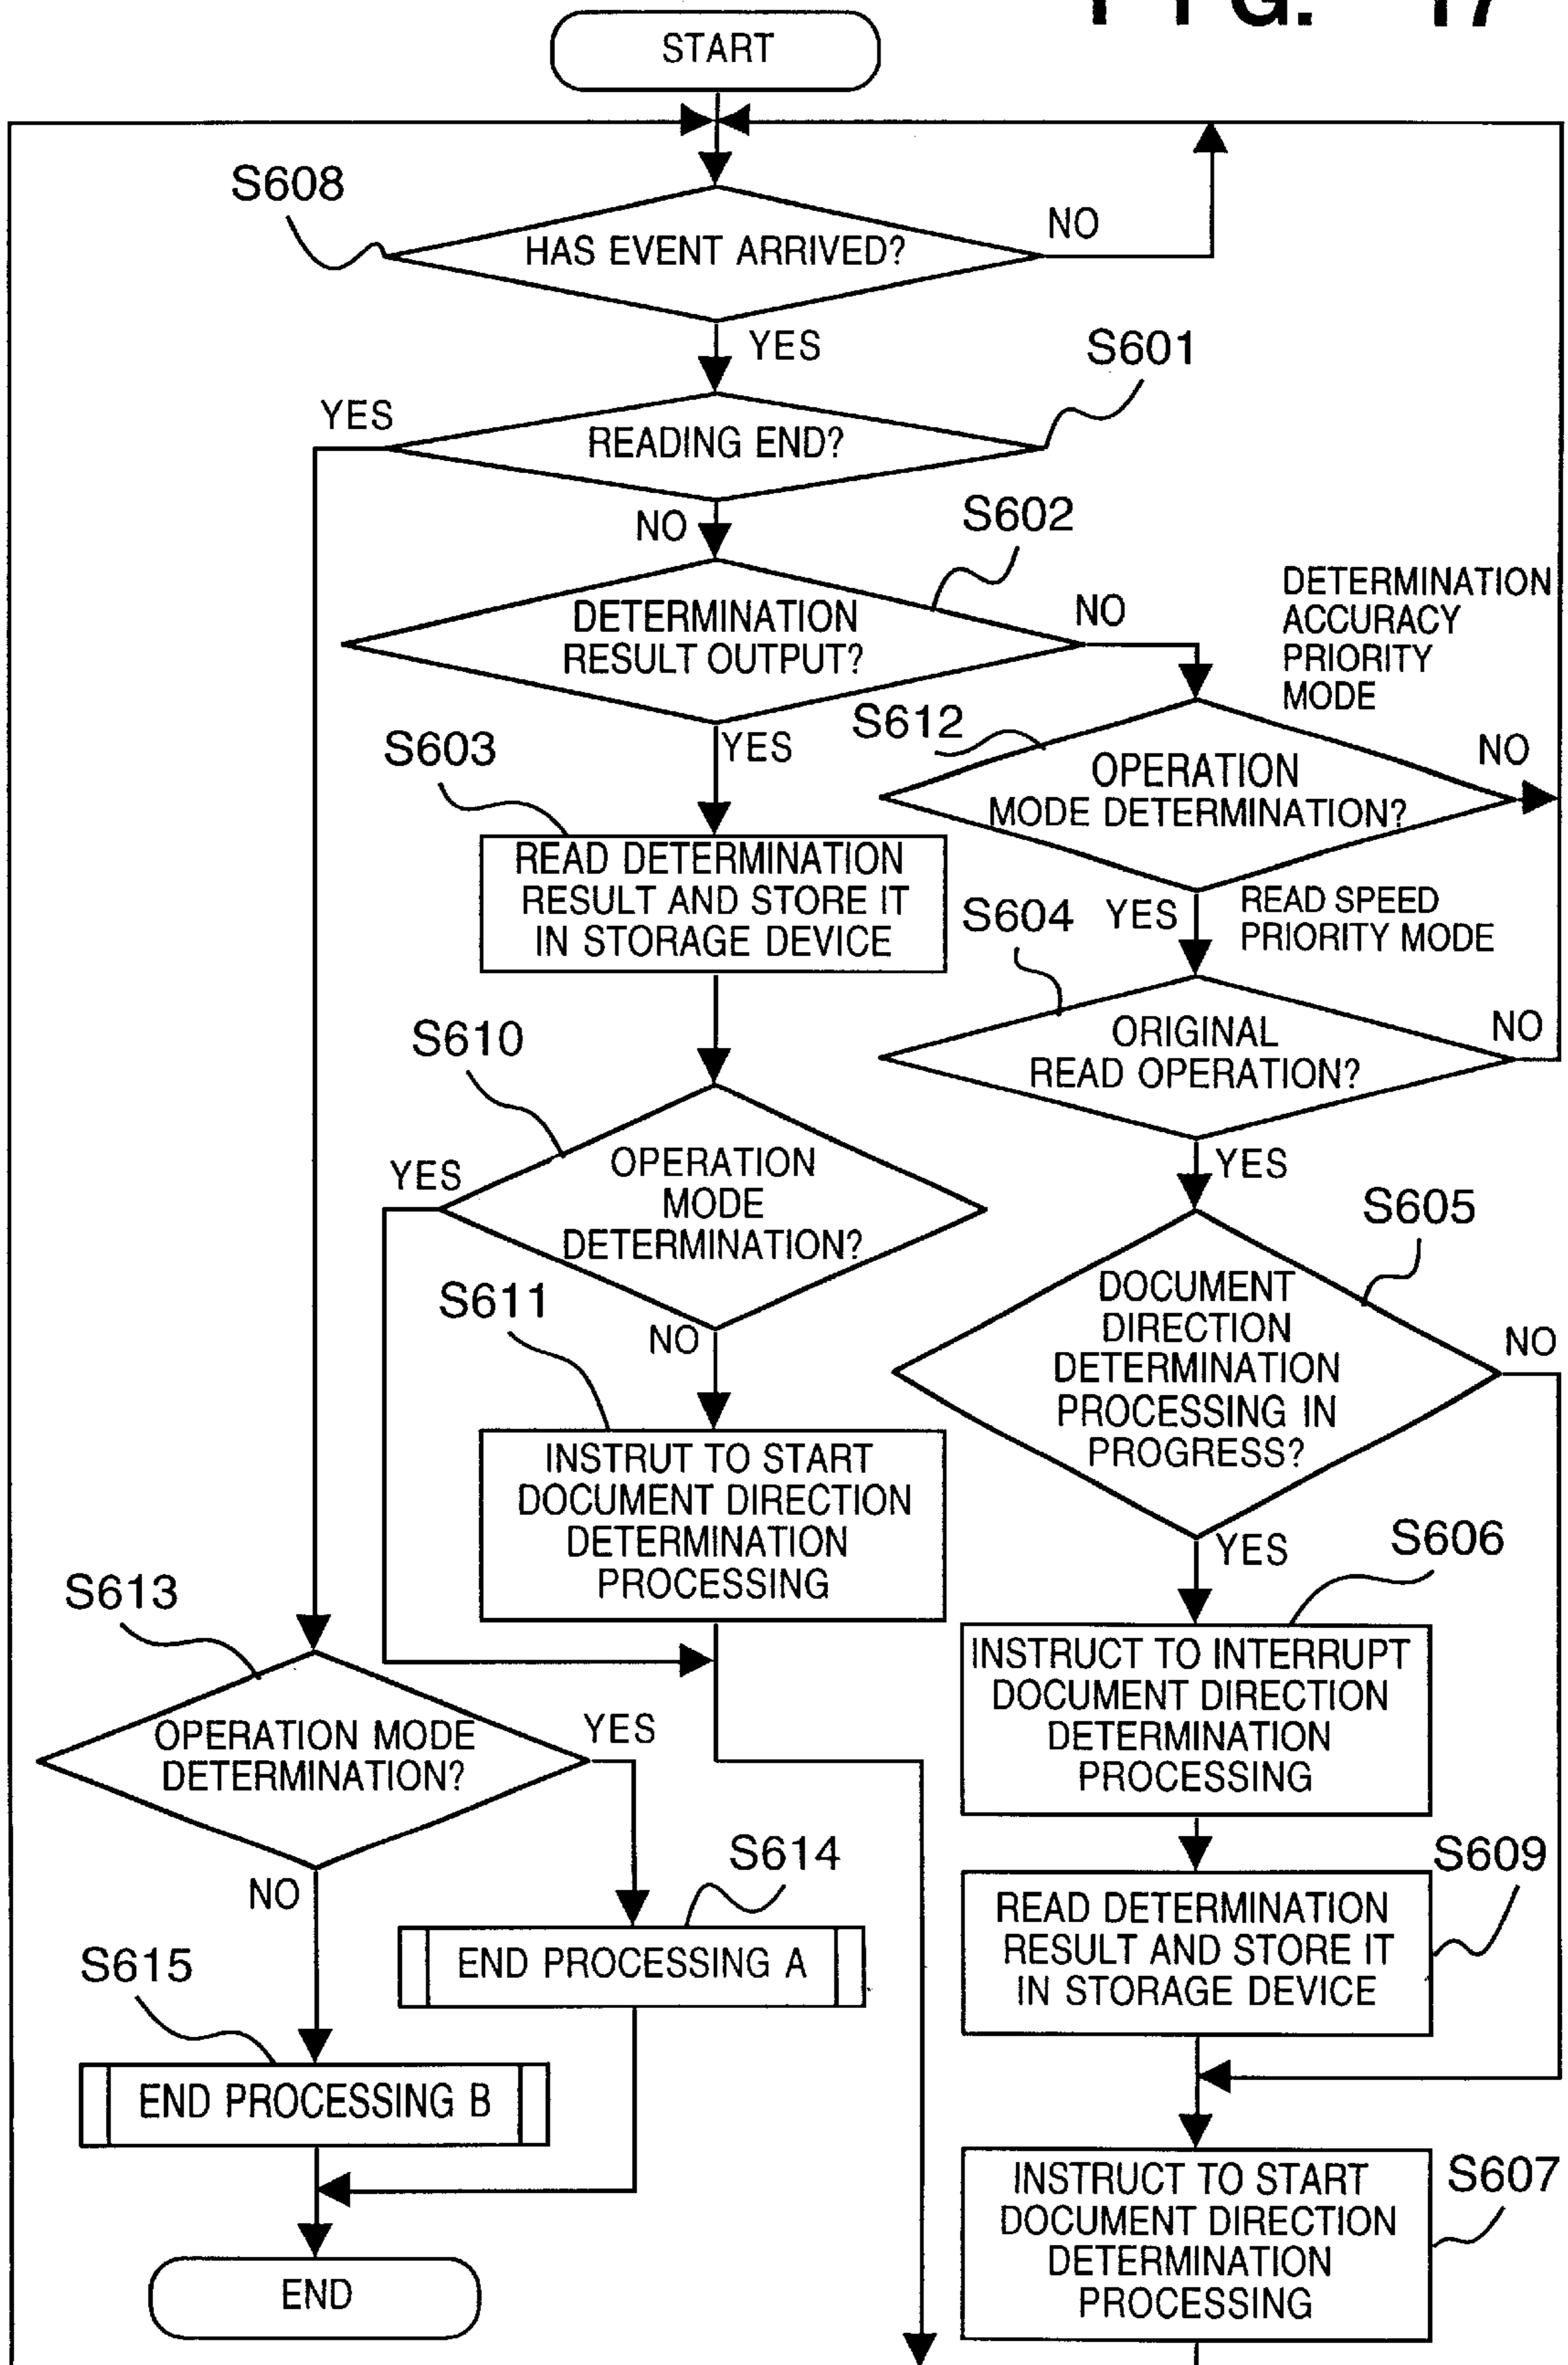 FIG. 17
START
S608
HAS EVENT ARRIVED?
NO
YES
S601
YES
READING END?
NO
S602
DETERMINATION
RESULT OUTPUT?
NO
DETERMINATION
ACCURACY
PRIORITY
MODE
YES
S612
OPERATION
MODE DETERMINATION?
NO
S603
READ DETERMINATION
RESULT AND STORE IT
IN STORAGE DEVICE
YES
READ SPEED
PRIORITY MODE
S604
ORIGINAL
READ OPERATION?
NO
YES
S610
OPERATION
MODE
DETERMINATION?
YES
NO
S605
DOCUMENT
DIRECTION
DETERMINATION
PROCESSING IN
PROGRESS?
NO
YES
S611
INSTRUT TO START
DOCUMENT DIRECTION
DETERMINATION
PROCESSING
S606
INSTRUCT TO INTERRUPT
DOCUMENT DIRECTION
DETERMINATION
PROCESSING
S613
OPERATION MODE
DETERMINATION?
YES
NO
S614
END PROCESSING A
S609
READ DETERMINATION
RESULT AND STORE IT
IN STORAGE DEVICE
S615
END PROCESSING B
S607
INSTRUCT TO START
DOCUMENT DIRECTION
DETERMINATION
PROCESSING
END